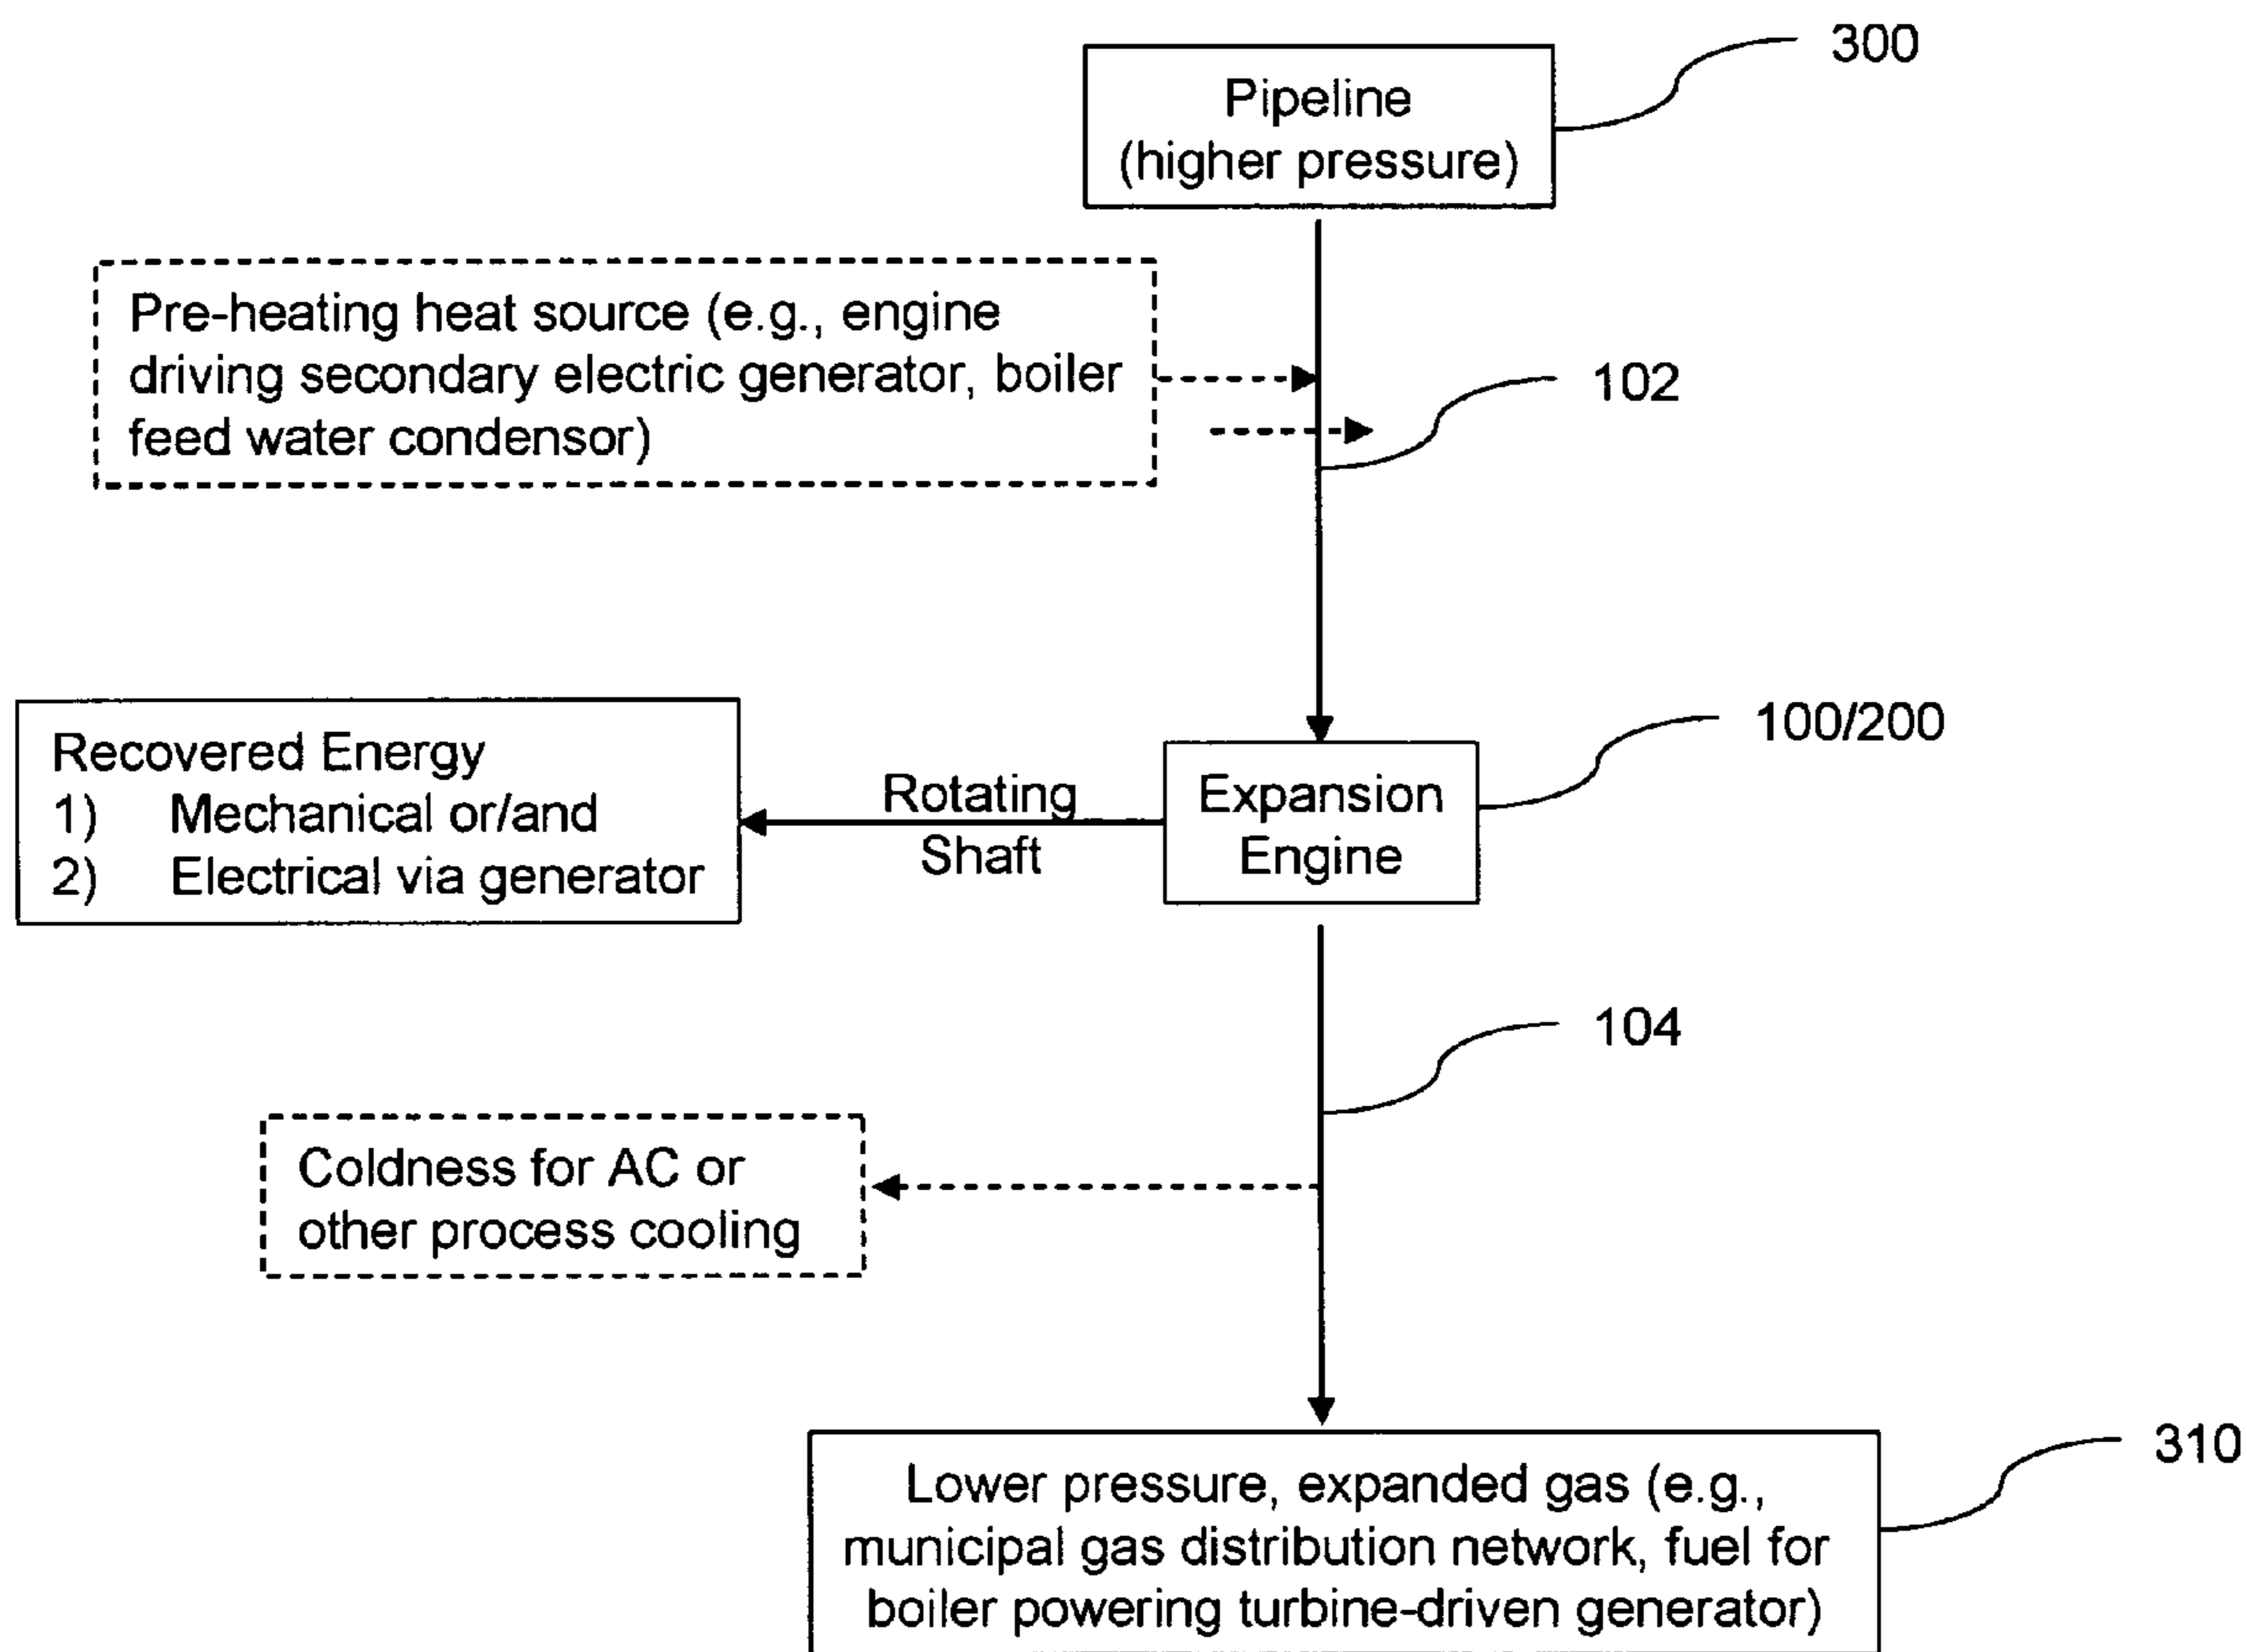 300
Pipeline
(higher pressure)
Pre-heating heat source (e.g., engine
driving secondary electric generator, boiler
feed water condensor)
102
100/200
Recovered Energy
1) Mechanical or/and
2) Electrical via generator
Rotating
Shaft
Expansion
Engine
104
Coldness for AC or
other process cooling
310
Lower pressure, expanded gas (e.g.,
municipal gas distribution network, fuel for
boiler powering turbine-driven generator)